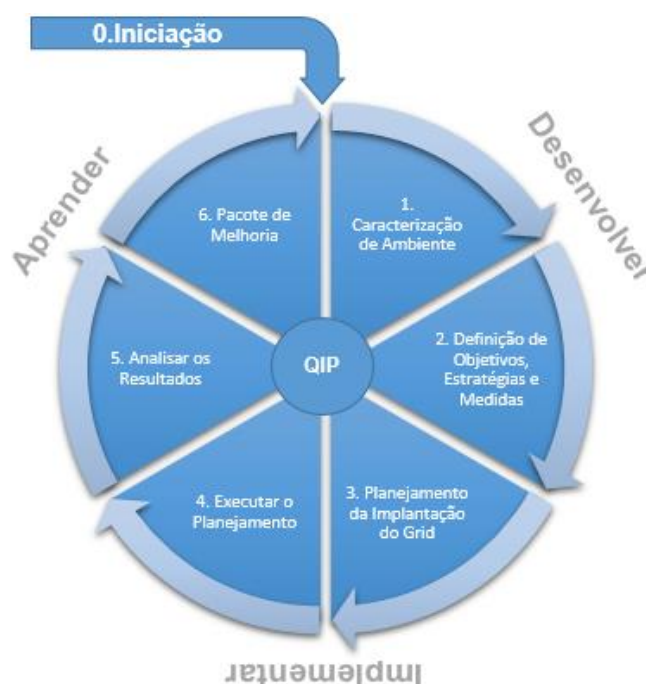 0.Iniciação
Desenvolver
1.
Caracterização
de Ambiente
2. Definição de
Objetivos,
Estratégias e
Medidas
3. Planejamento
da Implantação
do Grid
Implementar
4. Executar o
Planejamento
5. Analisar os
Resultados
Aprender
6. Pacote de
Melhoria
QIP